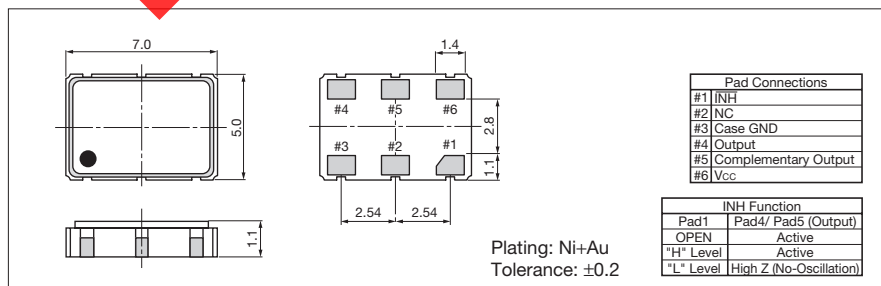 7.0
5.0
1.1
1.4
#4 #5 #6
#3 #2 #1
2.8
1.1
2.54 2.54
Plating: Ni+Au
Tolerance: ±0.2
Pad Connections
#1 I̅N̅H̅
#2 NC
#3 Case GND
#4 Output
#5 Complementary Output
#6 Vcc
INH Function
Pad1 Pad4/ Pad5 (Output)
OPEN Active
"H" Level Active
"L" Level High Z (No-Oscillation)